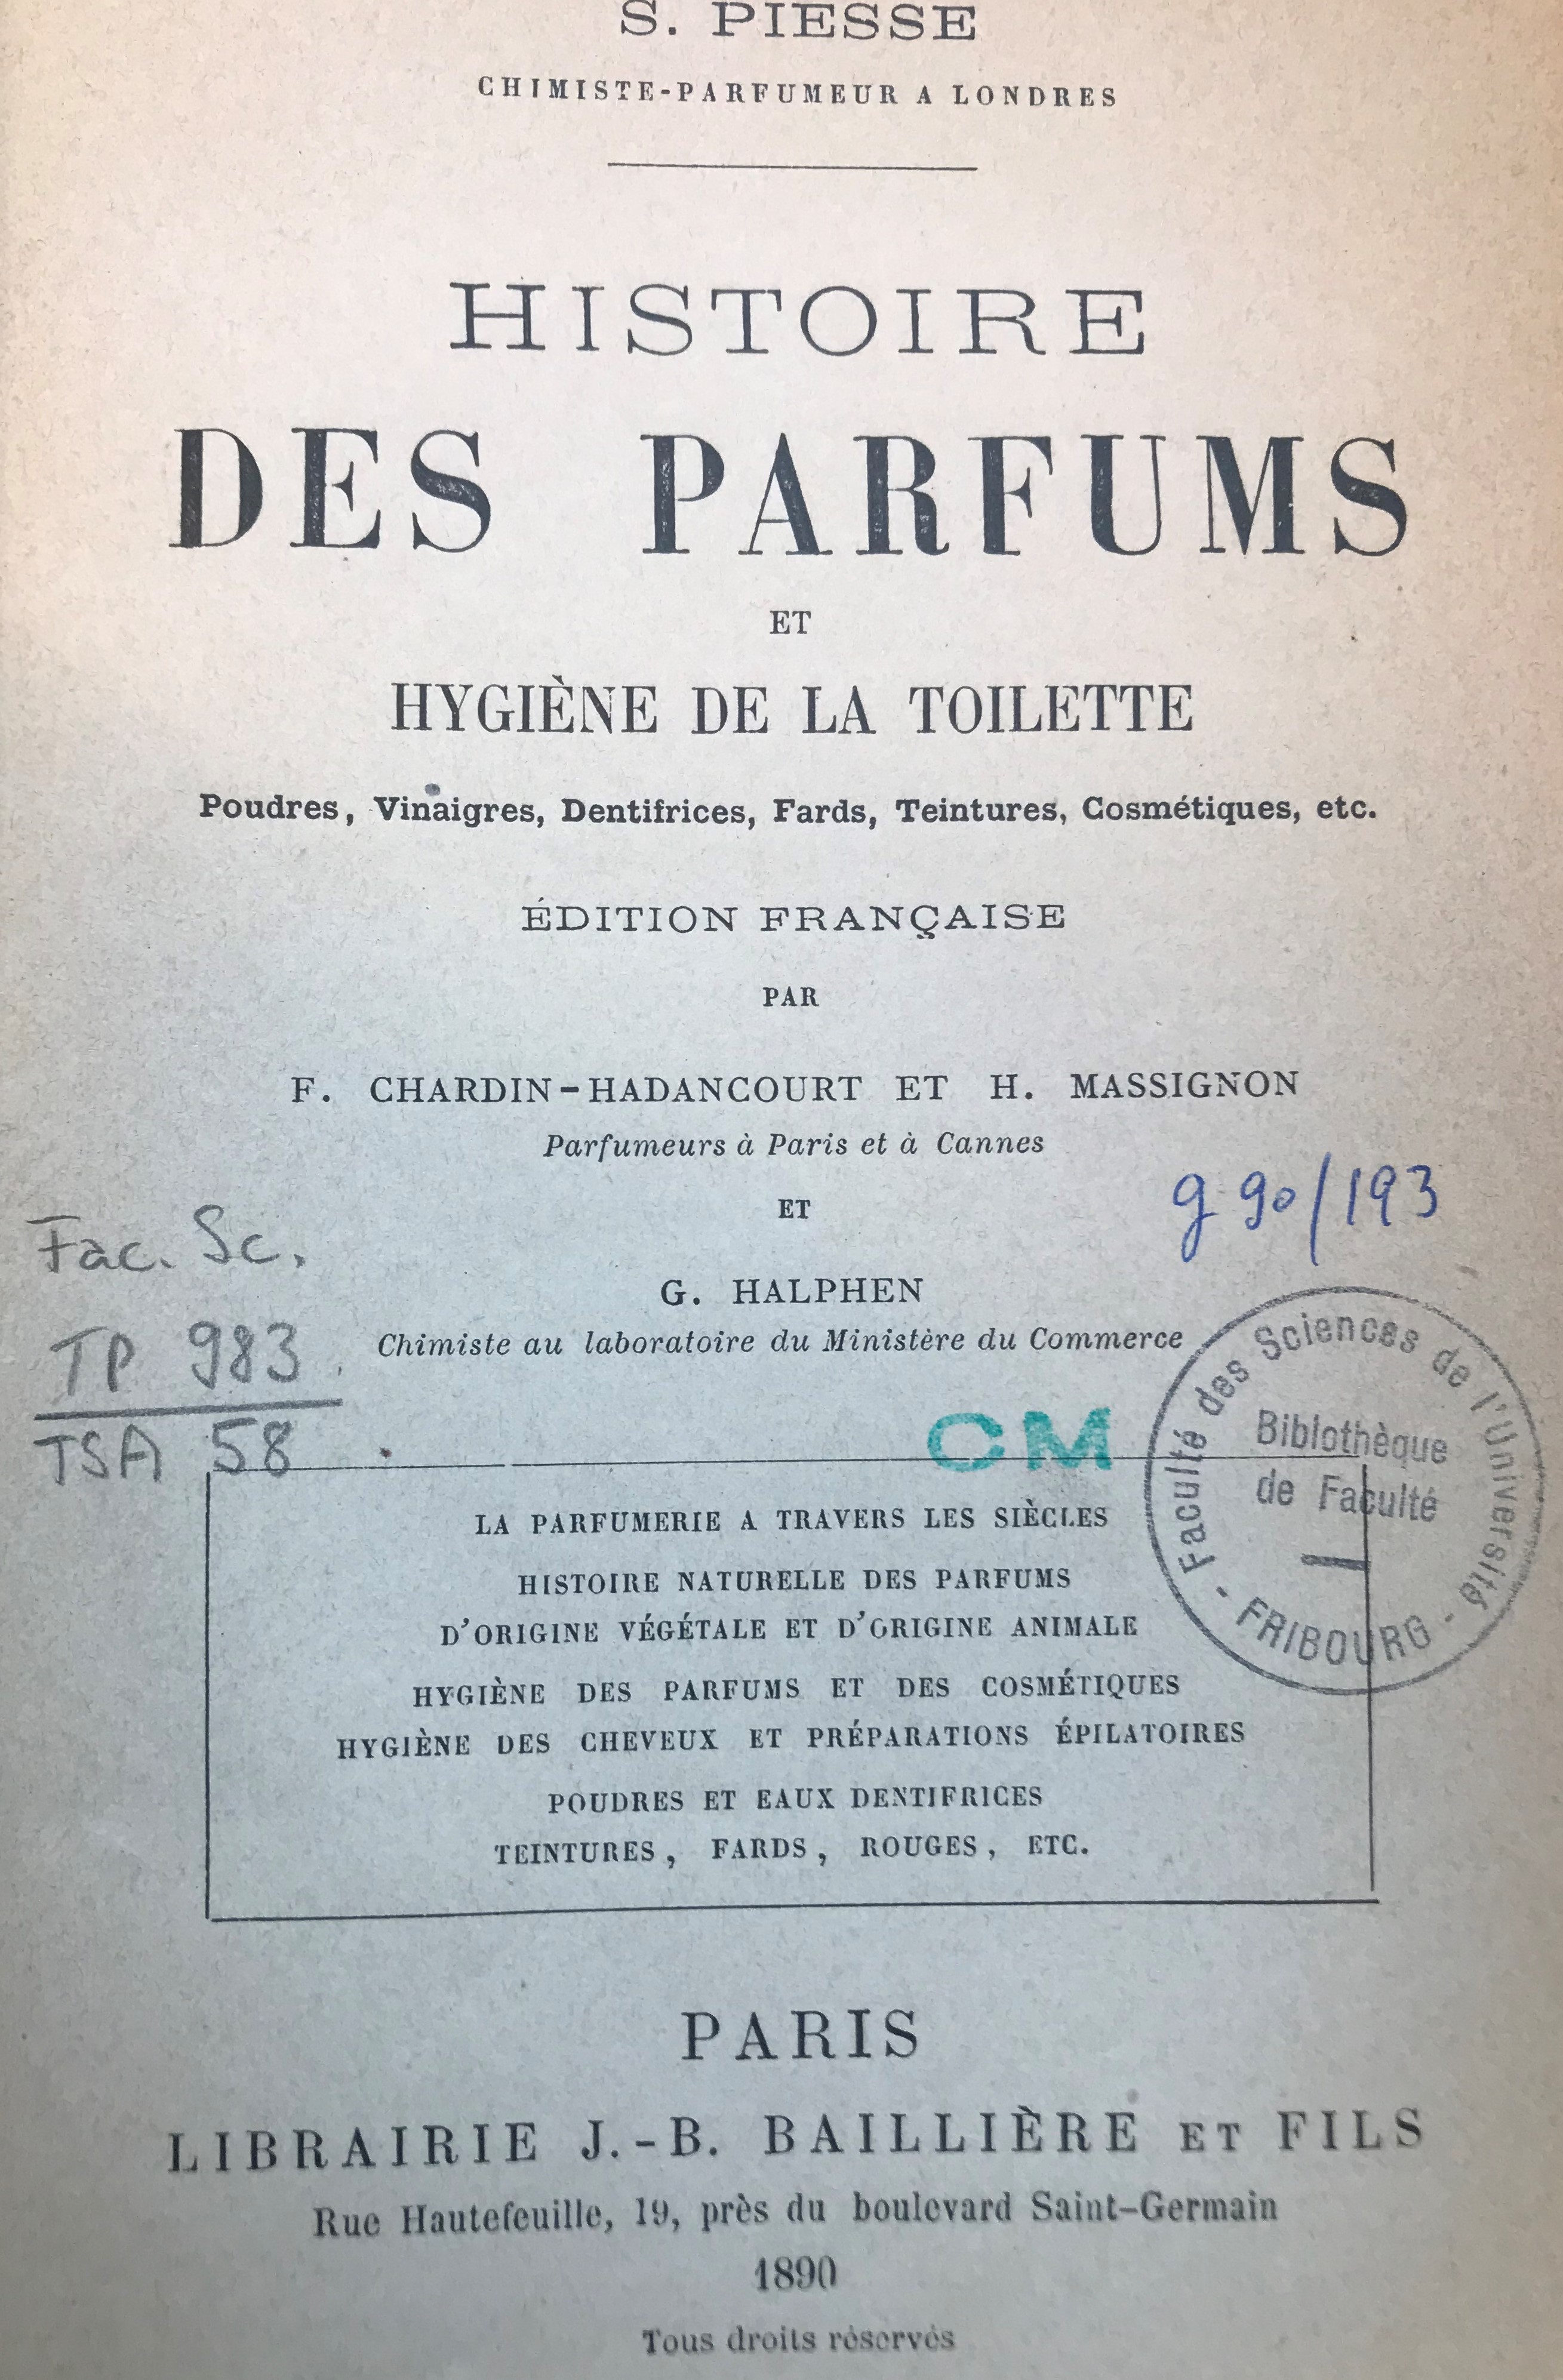 S. PIESSE
CHIMISTE-PARFUMEUR A LONDRES
HISTOIRE
DES PARFUMS
ET
HYGIÈNE DE LA TOILETTE
Poudres, Vinaigres, Dentifrices, Fards, Teintures, Cosmétiques, etc.
ÉDITION FRANÇAISE
PAR
F. CHARDIN-HADANCOURT ET H. MASSIGNON
Parfumeurs à Paris et à Cannes
ET
g 90/193
Fac. Sc.
G. HALPHEN
TP 983
Chimiste au laboratoire du Ministère du Commerce
TSA 58
CM
Faculté des Sciences de l'Université
Biblothèque
de Faculté
- FRIBOURG -
LA PARFUMERIE A TRAVERS LES SIÈCLES
HISTOIRE NATURELLE DES PARFUMS
D'ORIGINE VÉGÉTALE ET D'ORIGINE ANIMALE
HYGIÈNE DES PARFUMS ET DES COSMÉTIQUES
HYGIÈNE DES CHEVEUX ET PRÉPARATIONS ÉPILATOIRES
POUDRES ET EAUX DENTIFRICES
TEINTURES, FARDS, ROUGES, ETC.
PARIS
LIBRAIRIE J.-B. BAILLIÈRE ET FILS
Rue Hautefeuille, 19, près du boulevard Saint-Germain
1890
Tous droits réservés